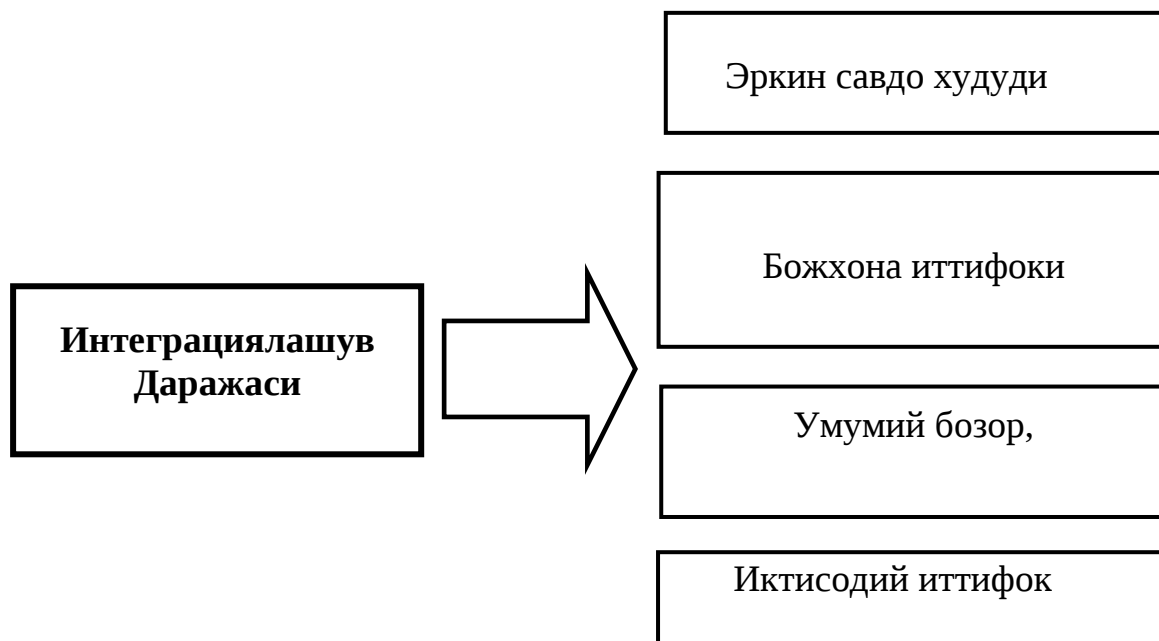 Интеграциялашув
Даражаси
Эркин савдо худуди
Божхона иттифоки
Умумий бозор,
Иктисодий иттифок